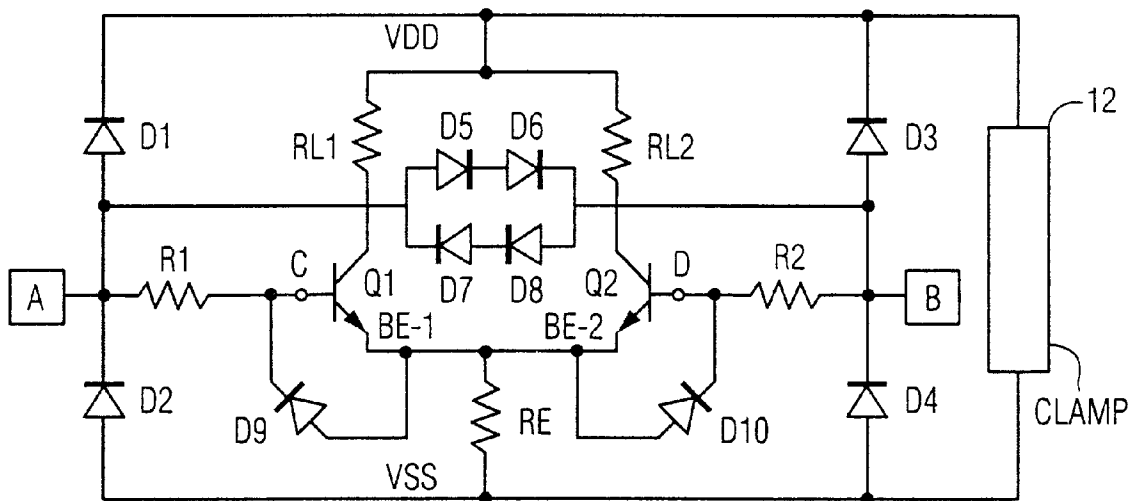 VDD
12
D1
RL1
D5
D6
RL2
D3
R1
C
Q1
D7
D8
Q2
D
R2
A
B
BE-1
BE-2
D2
D9
RE
D10
D4
CLAMP
VSS